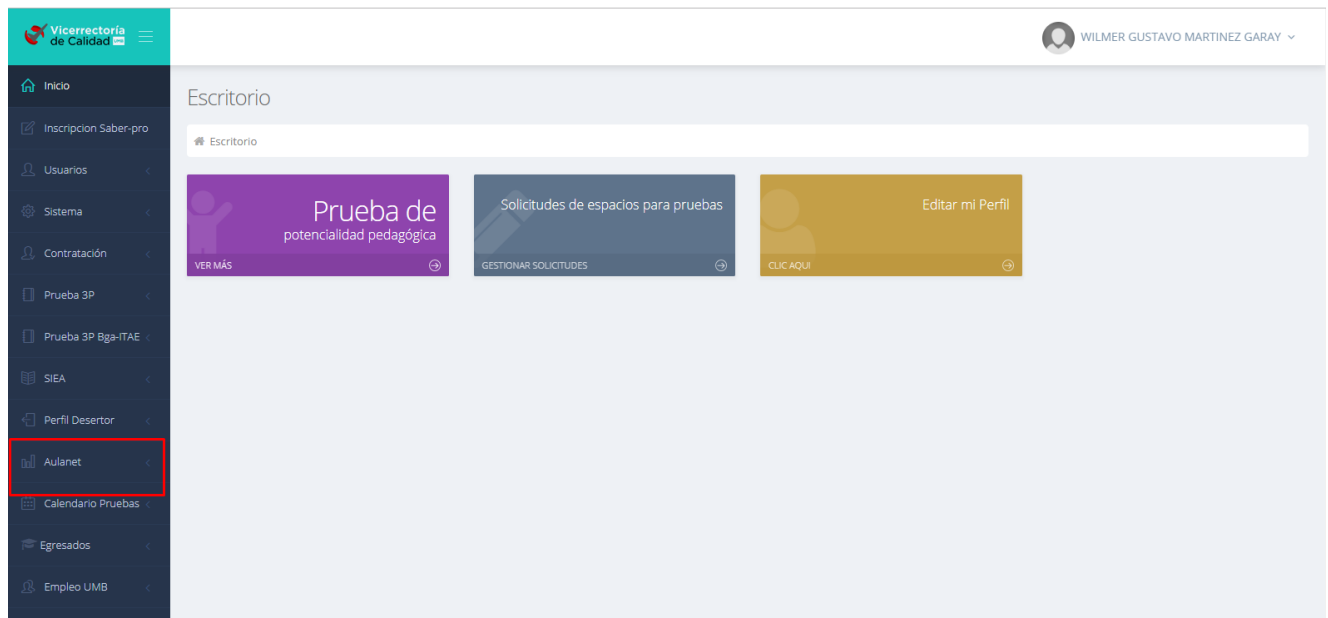 Vicerrectoría
de Calidad
WILMER GUSTAVO MARTINEZ GARAY
Inicio
Inscripcion Saber-pro
Usuarios
Sistema
Contratación
Prueba 3P
Prueba 3P Bga-ITAE
SIEA
Perfil Desertor
Aulanet
Calendario Pruebas
Egresados
Empleo UMB
Escritorio
Escritorio
Prueba de
potencialidad pedagógica
VER MÁS
Solicitudes de espacios para pruebas
GESTIONAR SOLICITUDES
Editar mi Perfil
CLIC AQUI